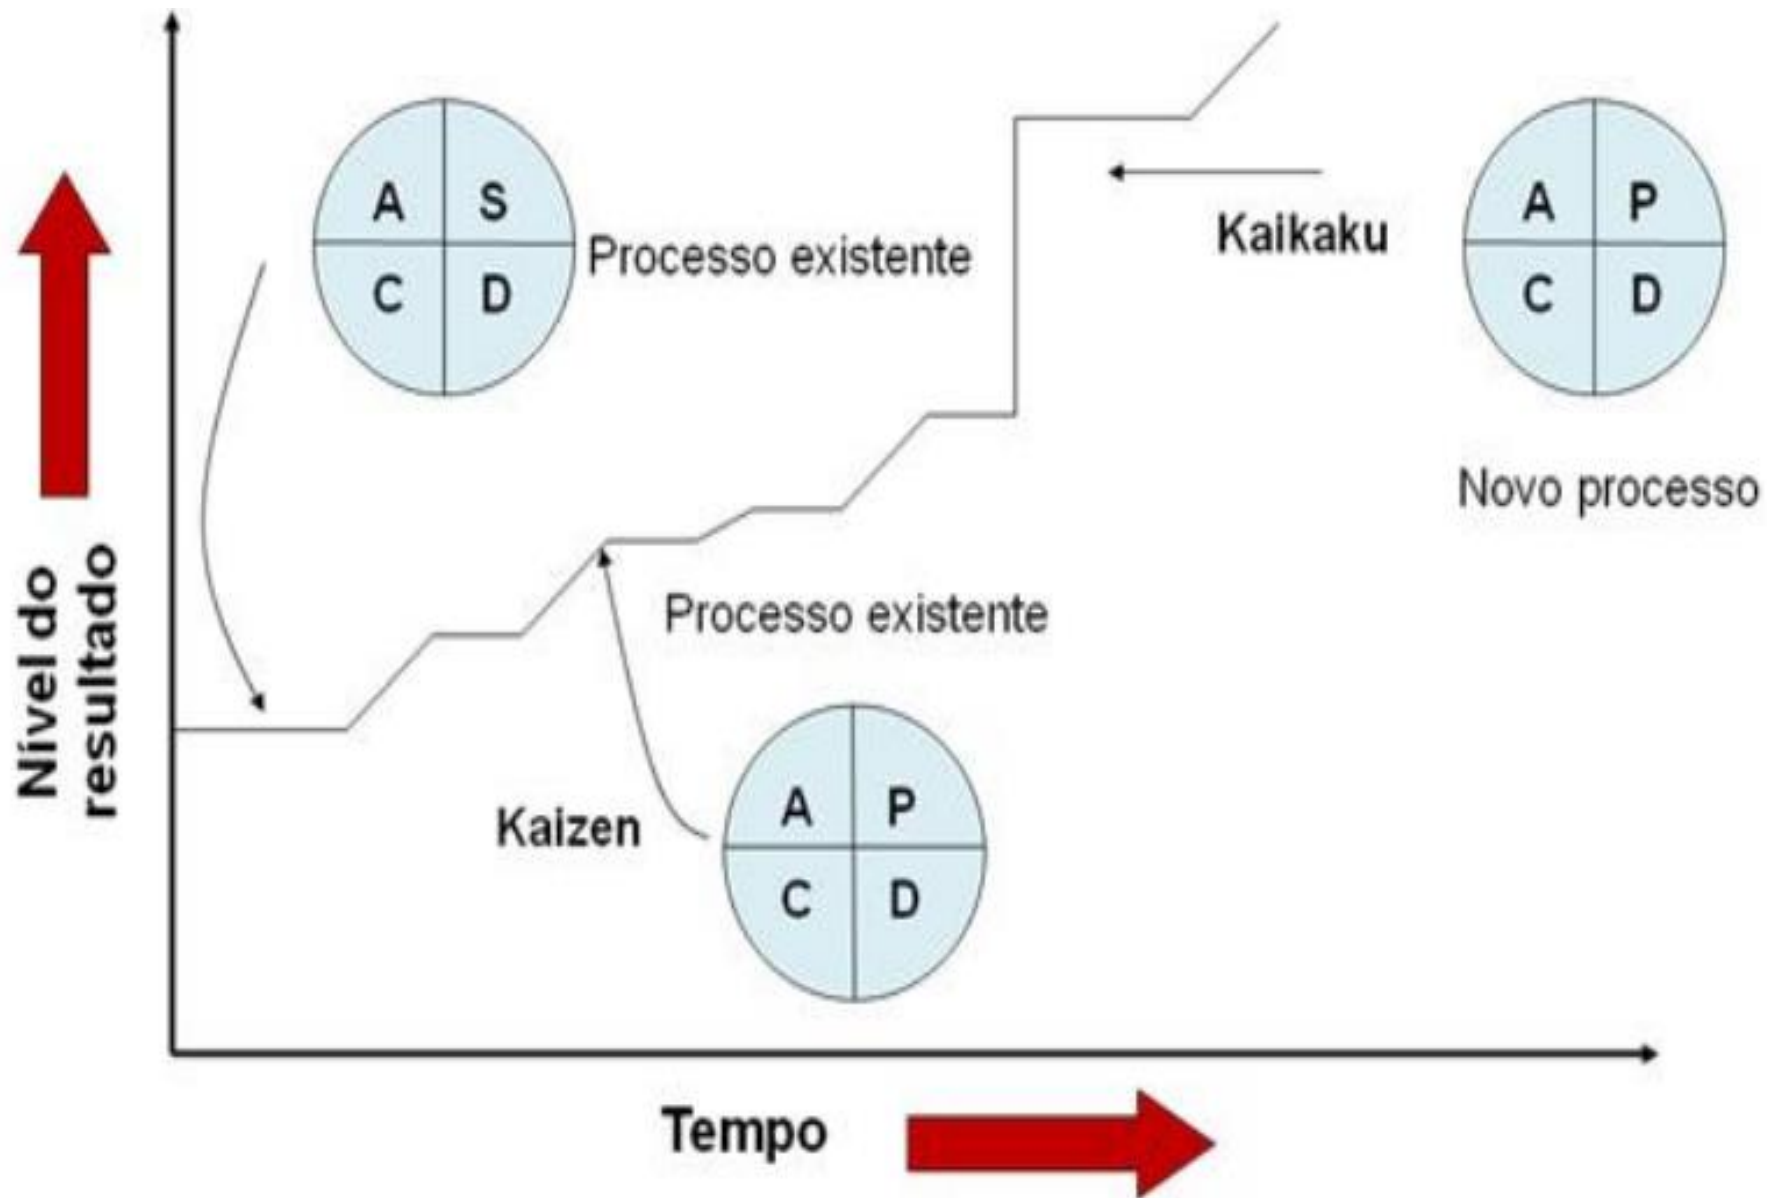 A S
C D
Processo existente
Kaikaku
A P
C D
Novo processo
Nível do
resultado
Processo existente
Kaizen
A P
C D
Tempo